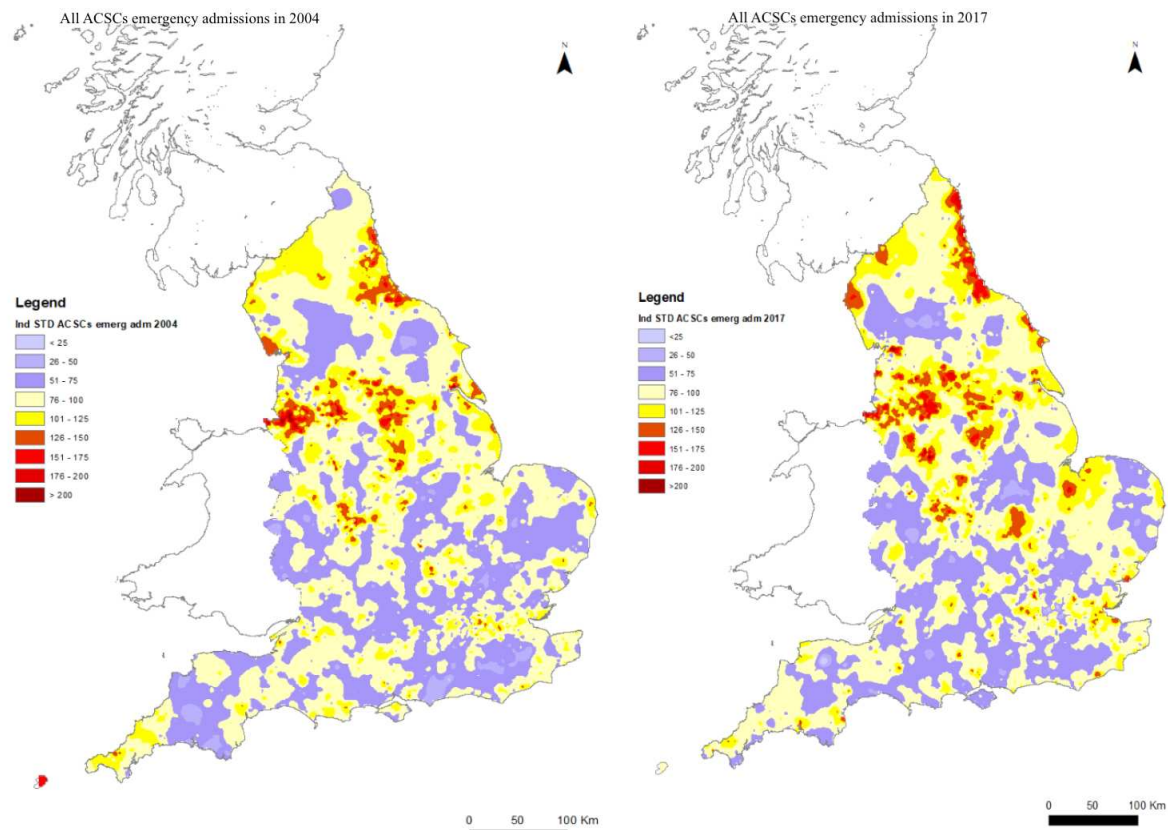 All ACSCs emergency admissions in 2004
N
Legend
Ind STD ACSCs emerg adm 2004
< 25
26 - 50
51 - 75
76 - 100
101 - 125
126 - 150
151 - 175
176 - 200
> 200
0 50 100 Km
All ACSCs emergency admissions in 2017
N
Legend
Ind STD ACSCs emerg adm 2017
<25
26 - 50
51 - 75
76 - 100
101 - 125
126 - 150
151 - 175
176 - 200
>200
0 50 100 Km